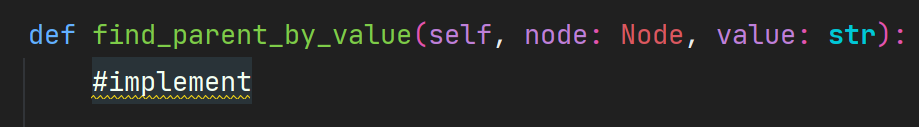 def find_parent_by_value(self, node: Node, value: str):
    #implement